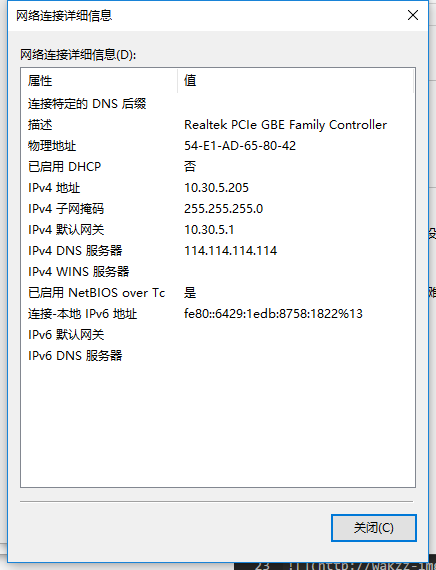 网络连接详细信息
网络连接详细信息(D):
属性 值
连接特定的 DNS 后缀
描述 Realtek PCIe GBE Family Controller
物理地址 54-E1-AD-65-80-42
已启用 DHCP 否
IPv4 地址 10.30.5.205
IPv4 子网掩码 255.255.255.0
IPv4 默认网关 10.30.5.1
IPv4 DNS 服务器 114.114.114.114
IPv4 WINS 服务器
已启用 NetBIOS over Tc 是
连接-本地 IPv6 地址 fe80::6429:1edb:8758:1822%13
IPv6 默认网关
IPv6 DNS 服务器
关闭(C)
23 ![](http://wakzz-im